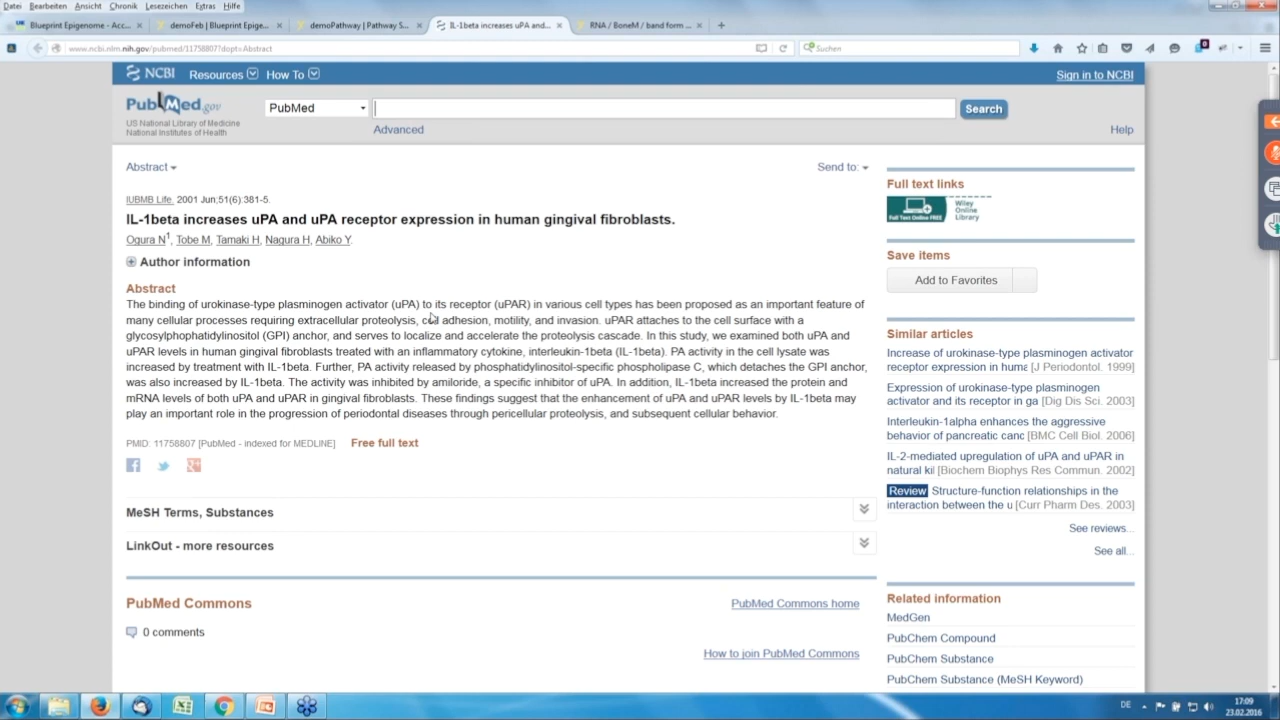 Datei Bearbeiten Ansicht Chronik Lesezeichen Extras Hilfe
Blueprint Epigenome - Acc... × demoFeb | Blueprint Epige... × demoPathway | Pathway S... × IL-1beta increases uPA and... × RNA / BoneM / band form ... × +
www.ncbi.nlm.nih.gov/pubmed/11758807?dopt=Abstract
Suchen
NCBI Resources How To Sign in to NCBI
PubMed.gov
US National Library of Medicine
National Institutes of Health
PubMed
Search
Advanced
Help
Abstract
Send to:
IUBMB Life. 2001 Jun;51(6):381-5.
IL-1beta increases uPA and uPA receptor expression in human gingival fibroblasts.
Ogura N1, Tobe M, Tamaki H, Nagura H, Abiko Y.
Author information
Abstract
The binding of urokinase-type plasminogen activator (uPA) to its receptor (uPAR) in various cell types has been proposed as an important feature of
many cellular processes requiring extracellular proteolysis, cell adhesion, motility, and invasion. uPAR attaches to the cell surface with a
glycosylphosphatidylinositol (GPI) anchor, and serves to localize and accelerate the proteolysis cascade. In this study, we examined both uPA and
uPAR levels in human gingival fibroblasts treated with an inflammatory cytokine, interleukin-1beta (IL-1beta). PA activity in the cell lysate was
increased by treatment with IL-1beta. Further, PA activity released by phosphatidylinositol-specific phospholipase C, which detaches the GPI anchor,
was also increased by IL-1beta. The activity was inhibited by amiloride, a specific inhibitor of uPA. In addition, IL-1beta increased the protein and
mRNA levels of both uPA and uPAR in gingival fibroblasts. These findings suggest that the enhancement of uPA and uPAR levels by IL-1beta may
play an important role in the progression of periodontal diseases through pericellular proteolysis, and subsequent cellular behavior.
PMID: 11758807 [PubMed - indexed for MEDLINE] Free full text
MeSH Terms, Substances
LinkOut - more resources
PubMed Commons
PubMed Commons home
0 comments
How to join PubMed Commons
Full text links
Full Text Online FREE
Wiley
Online
Library
Save items
Add to Favorites
Similar articles
Increase of urokinase-type plasminogen activator
receptor expression in huma [J Periodontol. 1999]
Expression of urokinase-type plasminogen
activator and its receptor in ga [Dig Dis Sci. 2003]
Interleukin-1alpha enhances the aggressive
behavior of pancreatic canc [BMC Cell Biol. 2006]
IL-2-mediated upregulation of uPA and uPAR in
natural kil [Biochem Biophys Res Commun. 2002]
Review Structure-function relationships in the
interaction between the u [Curr Pharm Des. 2003]
See reviews...
See all...
Related information
MedGen
PubChem Compound
PubChem Substance
PubChem Substance (MeSH Keyword)
DE
17:09
23.02.2016